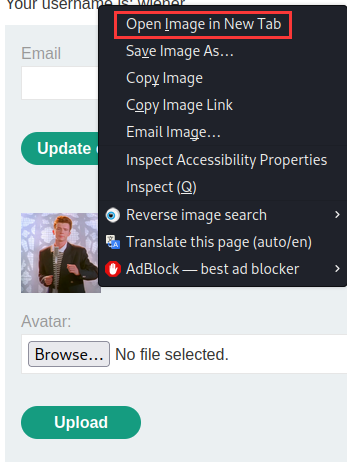 Your username is: wiener
Email
Update
Open Image in New Tab
Save Image As…
Copy Image
Copy Image Link
Email Image…
Inspect Accessibility Properties
Inspect (Q)
Reverse image search
Translate this page (auto/en)
AdBlock — best ad blocker
Avatar:
Browse… No file selected.
Upload